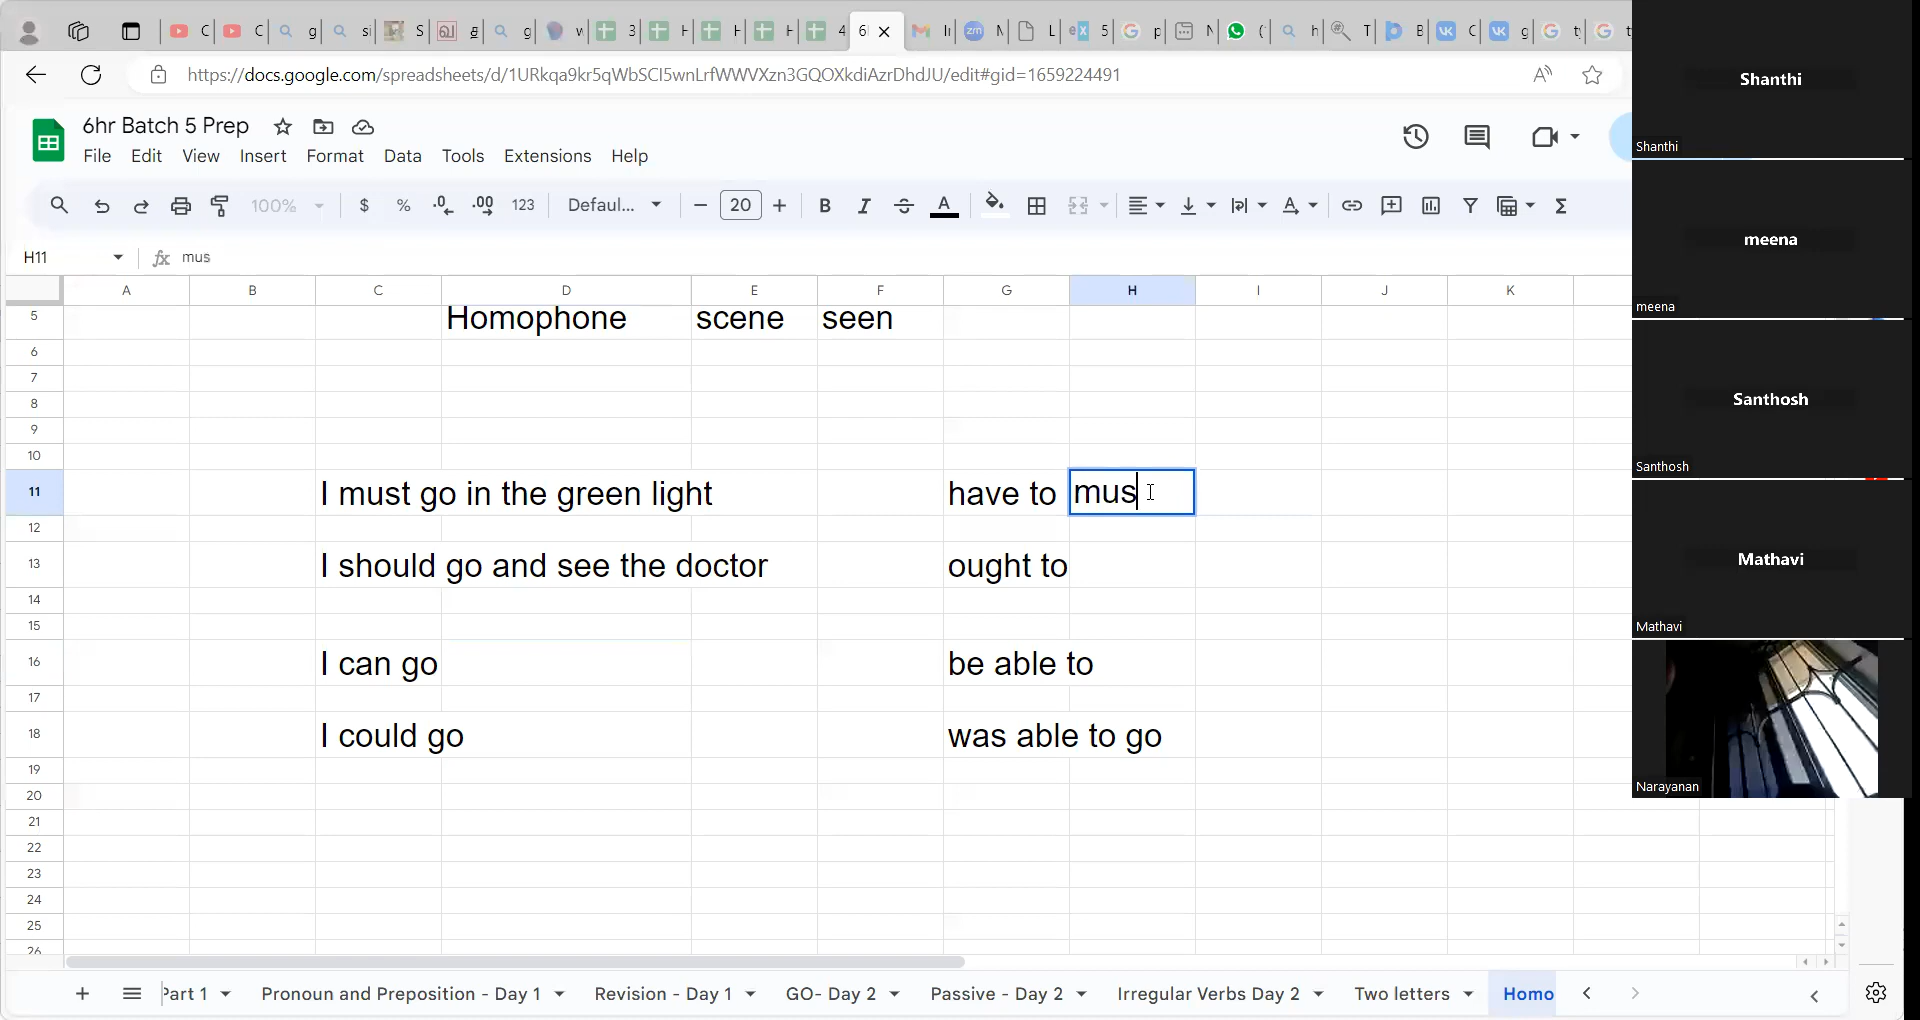 https://docs.google.com/spreadsheets/d/1URkqa9kr5qWbSCI5wnLrfWWVXzn3GQOXkdiAzrDhdJU/edit#gid=1659224491
6hr Batch 5 Prep
File Edit View Insert Format Data Tools Extensions Help
100% $ % .0 .00 123 Defaul... 20 B I A
H11 fx mus
A B C D E F G H I J K
5 Homophone scene seen
6
7
8
9
10
11 I must go in the green light have to mus
12
13 I should go and see the doctor ought to
14
15
16 I can go be able to
17
18 I could go was able to go
19
20
21
22
23
24
25
26
Part 1 Pronoun and Preposition - Day 1 Revision - Day 1 GO- Day 2 Passive - Day 2 Irregular Verbs Day 2 Two letters Homo
Shanthi
Shanthi
meena
meena
Santhosh
Santhosh
Mathavi
Mathavi
Narayanan